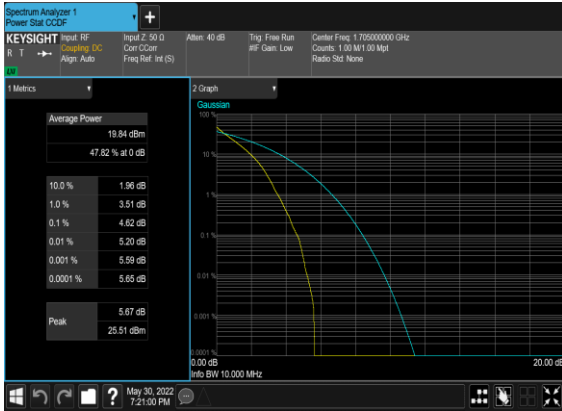 Spectrum Analyzer 1
Power Stat CCDF
KEYSIGHT
R T
Input: RF
Coupling: DC
Align: Auto
Input Z: 50 Ω
Corr CCorr
Freq Ref: Int (S)
Atten: 40 dB
Trig: Free Run
#IF Gain: Low
Center Freq: 1.705000000 GHz
Counts: 1.00 M/1.00 Mpt
Radio Std: None
1 Metrics
Average Power
19.84 dBm
47.82 % at 0 dB
10.0 % 1.96 dB
1.0 % 3.51 dB
0.1 % 4.62 dB
0.01 % 5.20 dB
0.001 % 5.59 dB
0.0001 % 5.65 dB
Peak
5.67 dB
25.51 dBm
2 Graph
Gaussian
100 %
10 %
1 %
0.1 %
0.01 %
0.001 %
0.0001 %
0.00 dB
20.00 dB
Info BW 10.000 MHz
?
May 30, 2022
7:21:00 PM